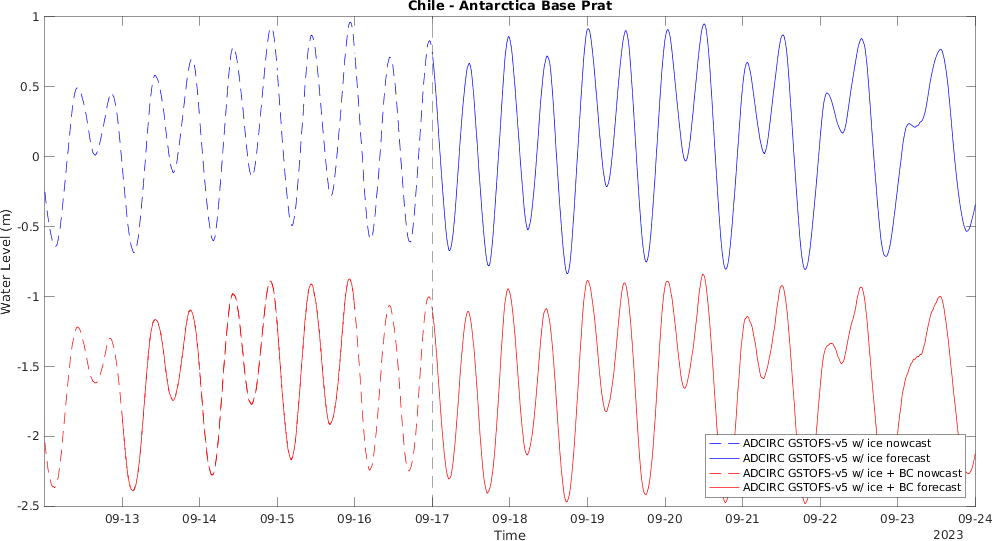 Chile - Antarctica Base Prat
Water Level (m)
1
0.5
0
-0.5
-1
-1.5
-2
-2.5
ADCIRC GSTOFS-v5 w/ ice nowcast
ADCIRC GSTOFS-v5 w/ ice forecast
ADCIRC GSTOFS-v5 w/ ice + BC nowcast
ADCIRC GSTOFS-v5 w/ ice + BC forecast
09-13 09-14 09-15 09-16 09-17 09-18 09-19 09-20 09-21 09-22 09-23 09-24
Time
2023